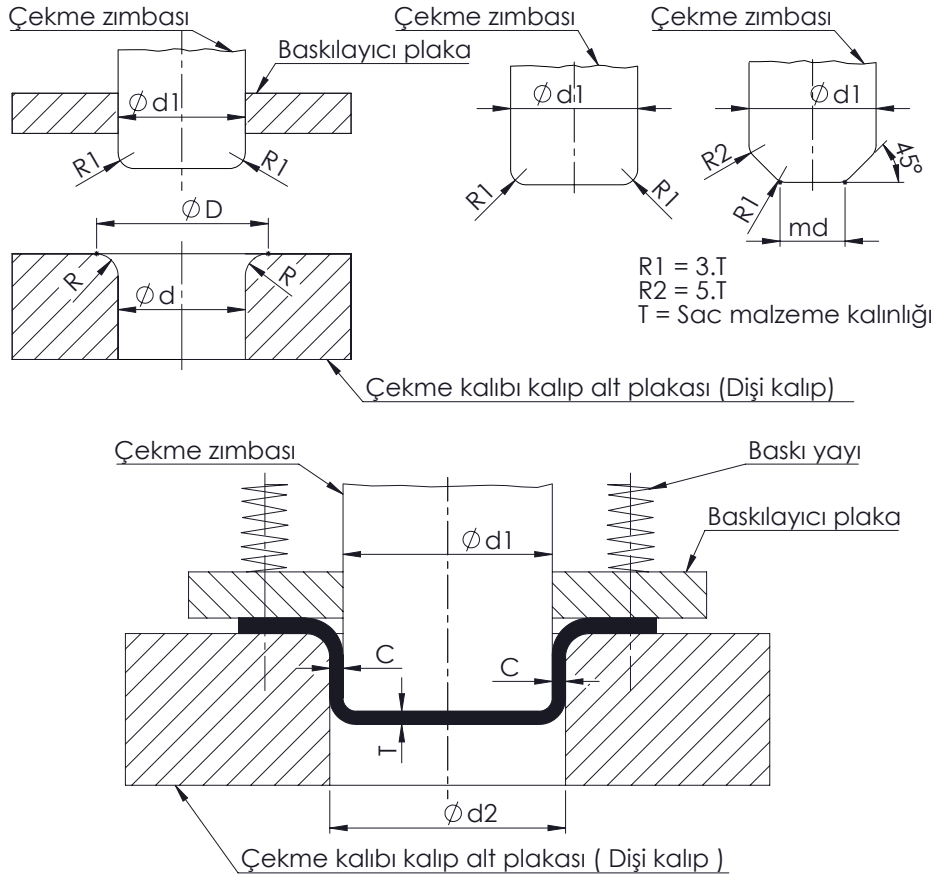 Çekme zımbası
Baskılayıcı plaka
Ø d1
R1
R1
Ø D
R
R
Ø d
Çekme kalıbı kalıp alt plakası (Dişi kalıp)
Çekme zımbası
Ø d1
R1
R1
Çekme zımbası
Ø d1
R2
45°
R1
md
R1 = 3.T
R2 = 5.T
T = Sac malzeme kalınlığı
Çekme zımbası
Baskı yayı
Baskılayıcı plaka
Ø d1
C
C
T
Ø d2
Çekme kalıbı kalıp alt plakası ( Dişi kalıp )